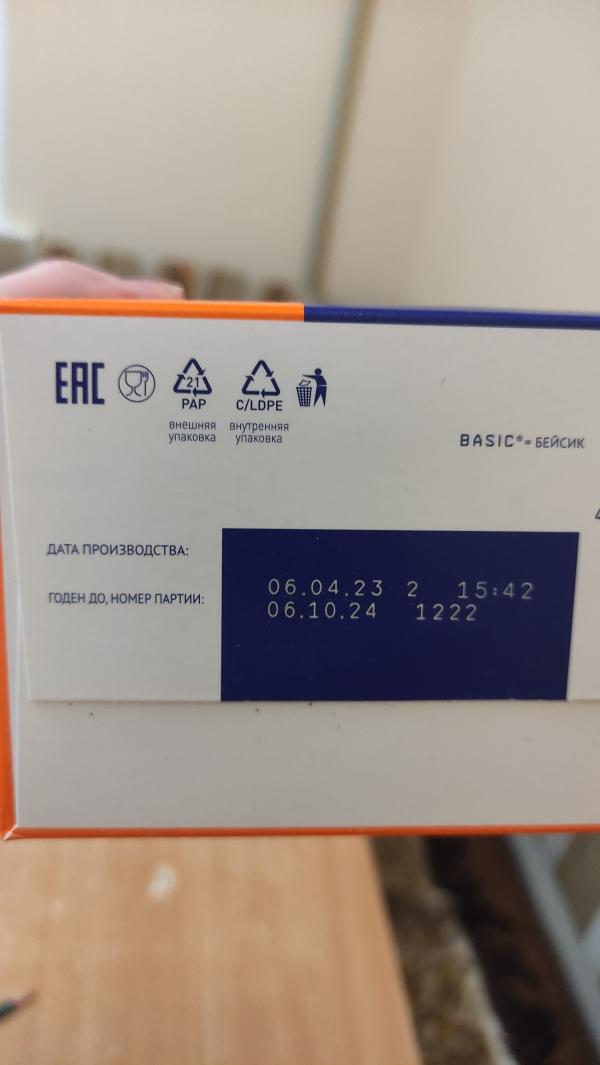 EAC
21
PAP
C/LDPE
внешняя упаковка
внутренняя упаковка
BASIC®= БЕЙСИК
ДАТА ПРОИЗВОДСТВА:
06.04.23 2 15:42
ГОДЕН ДО, НОМЕР ПАРТИИ:
06.10.24 1222